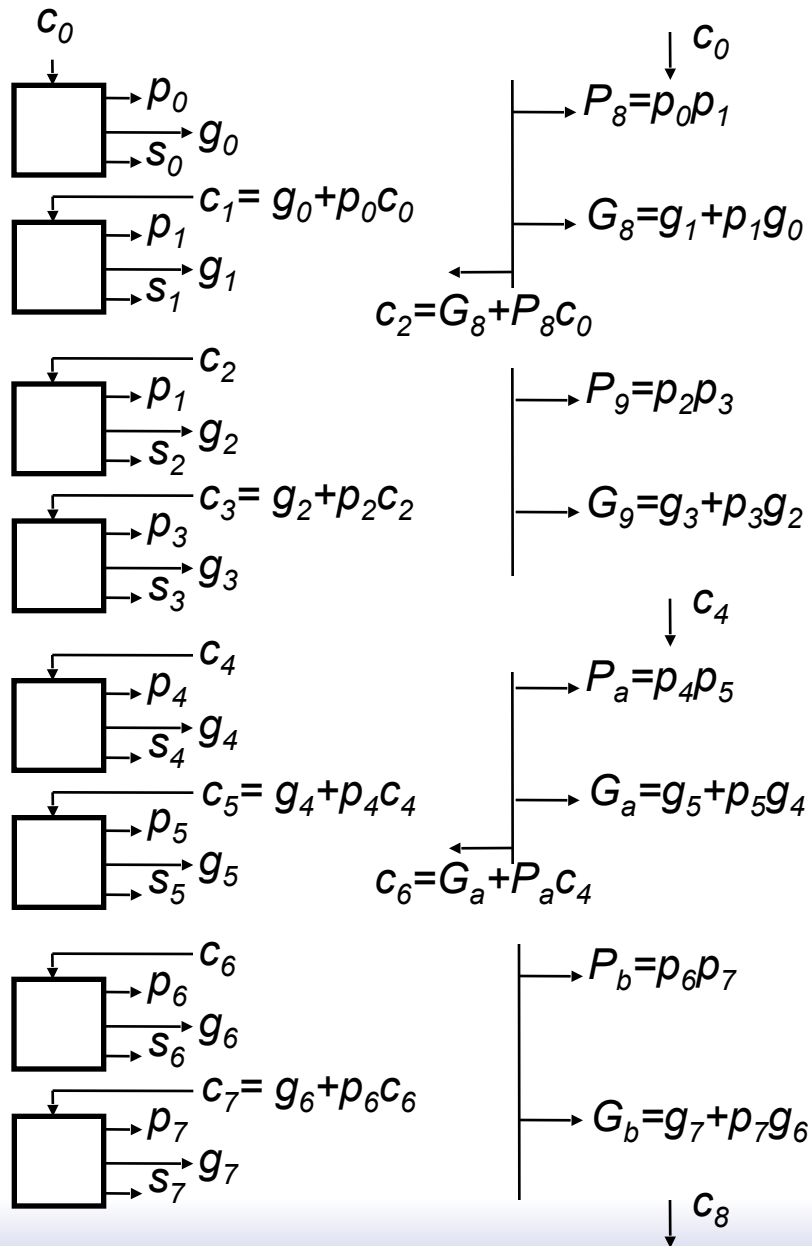 c₀
p₀
g₀
s₀
c₁= g₀+p₀c₀
p₁
g₁
s₁
c₂
p₁
g₂
s₂
c₃= g₂+p₂c₂
p₃
g₃
s₃
c₄
p₄
g₄
s₄
c₅= g₄+p₄c₄
p₅
g₅
s₅
c₆
p₆
g₆
s₆
c₇= g₆+p₆c₆
p₇
g₇
s₇
c₀
P₈=p₀p₁
G₈=g₁+p₁g₀
c₂=G₈+P₈c₀
P₉=p₂p₃
G₉=g₃+p₃g₂
c₄
Pₐ=p₄p₅
Gₐ=g₅+p₅g₄
c₆=Gₐ+Pₐc₄
P_b=p₆p₇
G_b=g₇+p₇g₆
c₈